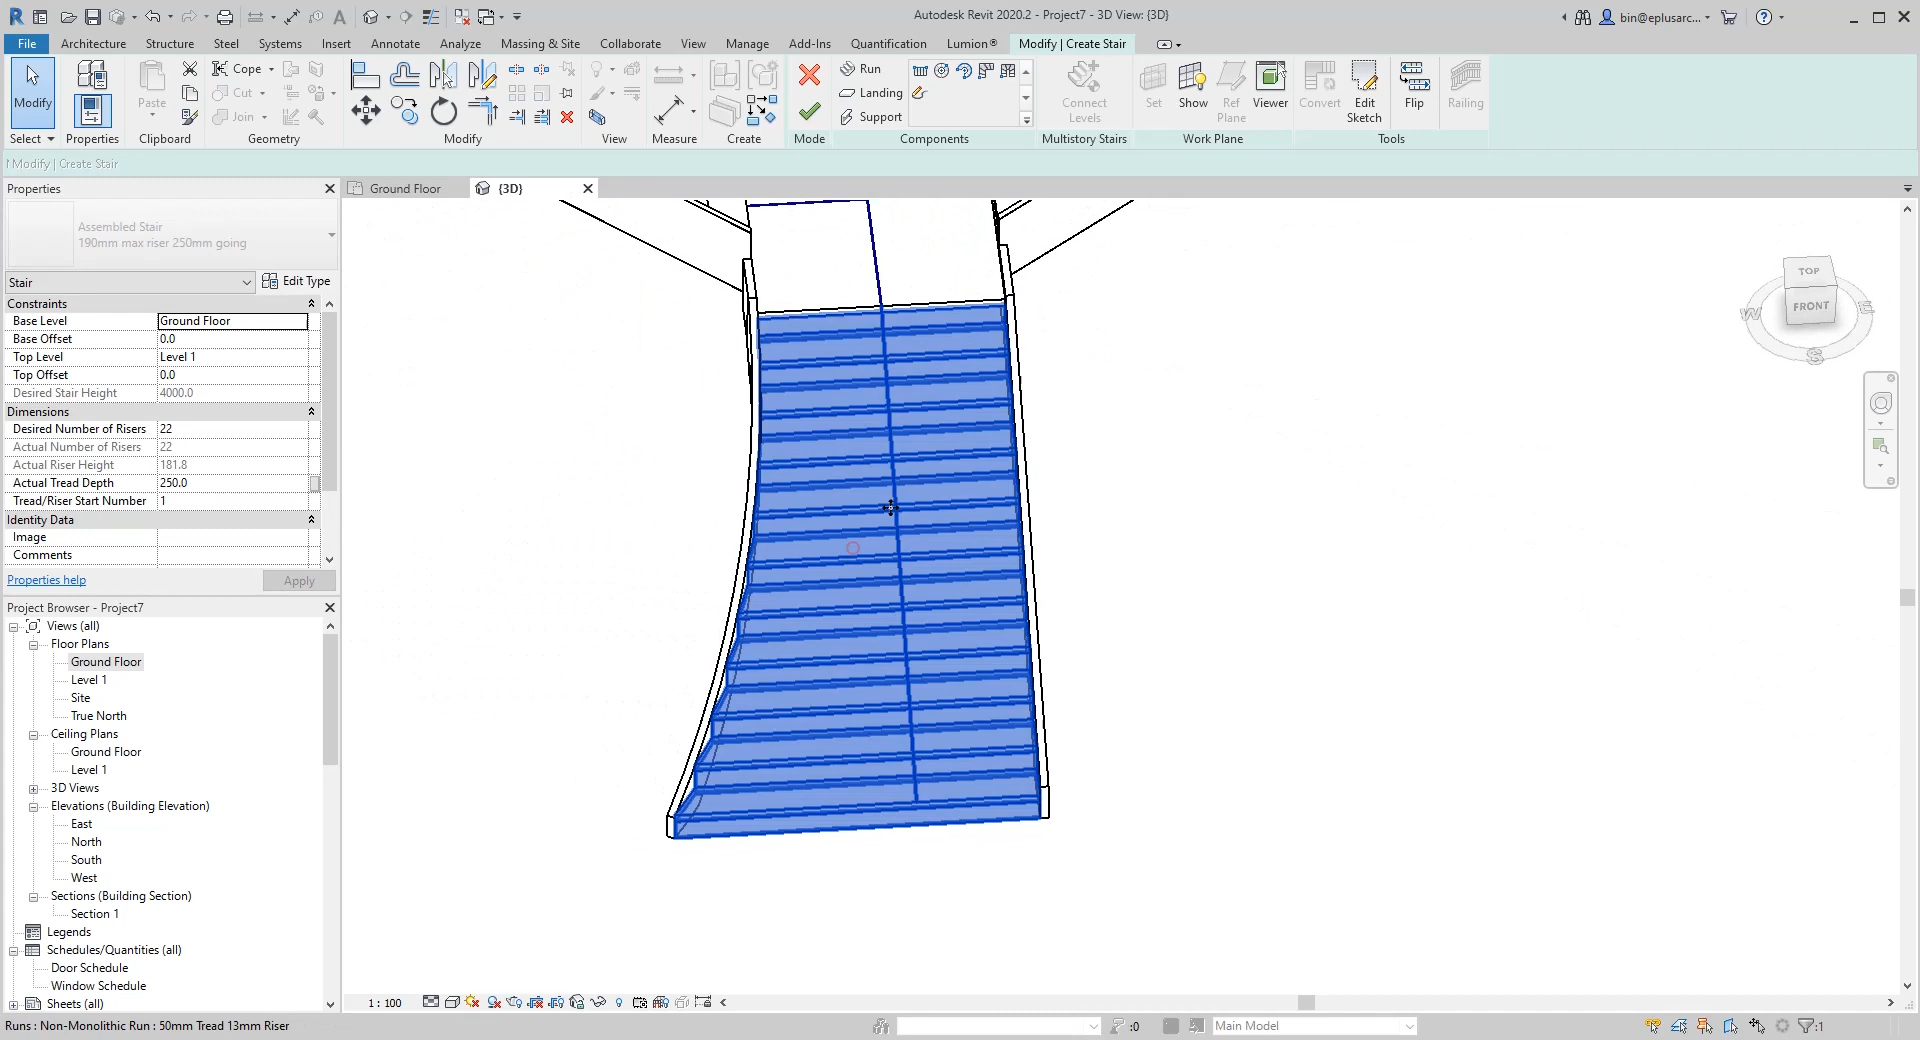 Autodesk Revit 2020.2 - Project7 - 3D View: {3D}
bin@eplusarc...
File Architecture Structure Steel Systems Insert Annotate Analyze Massing & Site Collaborate View Manage Add-Ins Quantification Lumion® Modify | Create Stair
Modify
Paste
Cope
Cut
Join
Run
Landing
Support
Connect Levels
Set
Show
Ref Plane
Viewer
Convert
Edit Sketch
Flip
Railing
Select Properties Clipboard Geometry Modify View Measure Create Mode Components Multistory Stairs Work Plane Tools
Modify | Create Stair
Properties
Ground Floor
{3D}
Assembled Stair
190mm max riser 250mm going
Stair
Edit Type
Constraints
Base Level Ground Floor
Base Offset 0.0
Top Level Level 1
Top Offset 0.0
Desired Stair Height 4000.0
Dimensions
Desired Number of Risers 22
Actual Number of Risers 22
Actual Riser Height 181.8
Actual Tread Depth 250.0
Tread/Riser Start Number 1
Identity Data
Image
Comments
Properties help
Apply
TOP
FRONT
W
E
S
Project Browser - Project7
Views (all)
Floor Plans
Ground Floor
Level 1
Site
True North
Ceiling Plans
Ground Floor
Level 1
3D Views
Elevations (Building Elevation)
East
North
South
West
Sections (Building Section)
Section 1
Legends
Schedules/Quantities (all)
Door Schedule
Window Schedule
Sheets (all)
1 : 100
Runs : Non-Monolithic Run : 50mm Tread 13mm Riser
:0
Main Model
:1